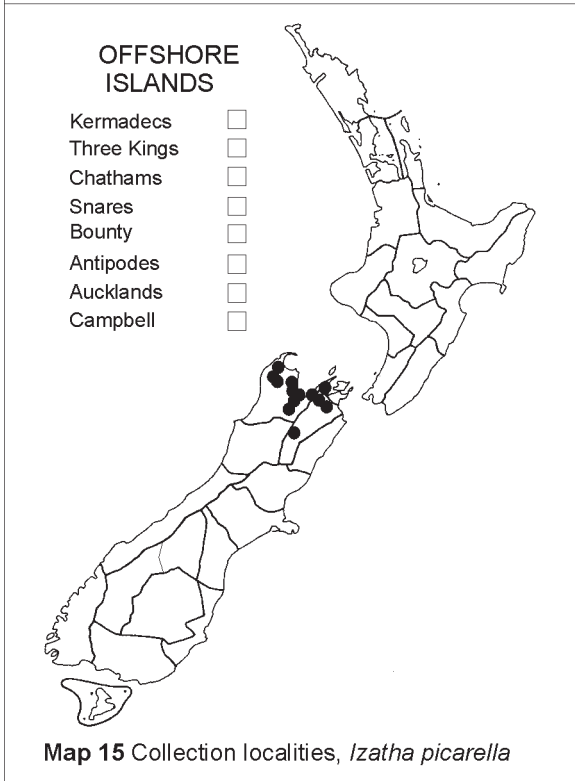 OFFSHORE
ISLANDS
Kermadecs
Three Kings
Chathams
Snares
Bounty
Antipodes
Aucklands
Campbell
Map 15 Collection localities, Izatha picarella